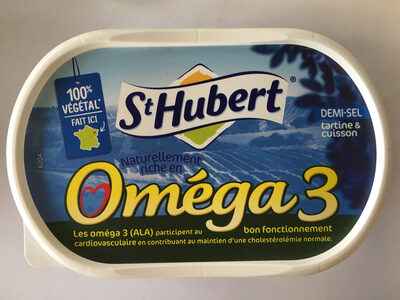 100%
VÉGÉTAL*
FAIT ICI
St Hubert®
DEMI-SEL
tartine &
cuisson
Naturellement
riche en
Oméga 3
Les oméga 3 (ALA) participent au bon fonctionnement
cardiovasculaire en contribuant au maintien d'une cholestérolémie normale.